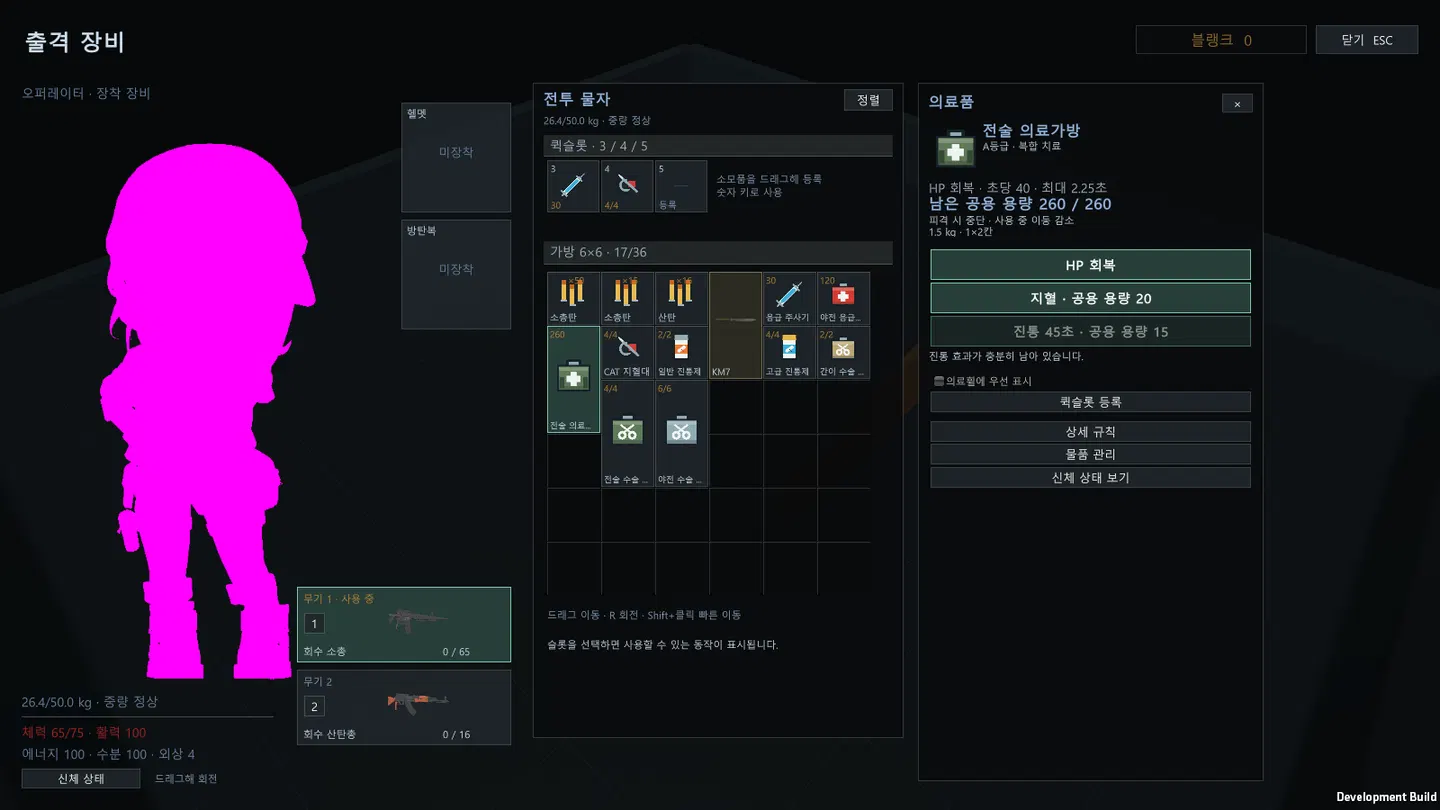 출격 장비
블랭크 0
닫기 ESC
오퍼레이터 · 장착 장비
헬멧
미장착
방탄복
미장착
전투 물자
정렬
26.4/50.0 kg · 중량 정상
퀵슬롯 · 3 / 4 / 5
3
30
4
4/4
5
등록
소모품을 드래그해 등록
숫자 키로 사용
가방 6×6 · 17/36
소총탄
소총탄
산탄
KM7
30
응급 주사기
120
야전 응급...
260
전술 의료...
4/4
CAT 지혈대
2/2
일반 진통제
4/4
고급 진통제
2/2
간이 수술 ...
4/4
전술 수술 ...
6/6
야전 수술 ...
드래그 이동 · R 회전 · Shift+클릭 빠른 이동
슬롯을 선택하면 사용할 수 있는 동작이 표시됩니다.
의료품
×
전술 의료가방
A등급 · 복합 치료
HP 회복 · 초당 40 · 최대 2.25초
남은 공용 용량 260 / 260
피격 시 중단 · 사용 중 이동 감소
1.5 kg · 1×2칸
HP 회복
지혈 · 공용 용량 20
진통 45초 · 공용 용량 15
진통 효과가 충분히 남아 있습니다.
의료휠에 우선 표시
퀵슬롯 등록
상세 규칙
물품 관리
신체 상태 보기
무기 1 · 사용 중
1
회수 소총
0 / 65
무기 2
2
회수 산탄총
0 / 16
26.4/50.0 kg · 중량 정상
체력 65/75 · 활력 100
에너지 100 · 수분 100 · 외상 4
신체 상태
드래그해 회전
Development Build